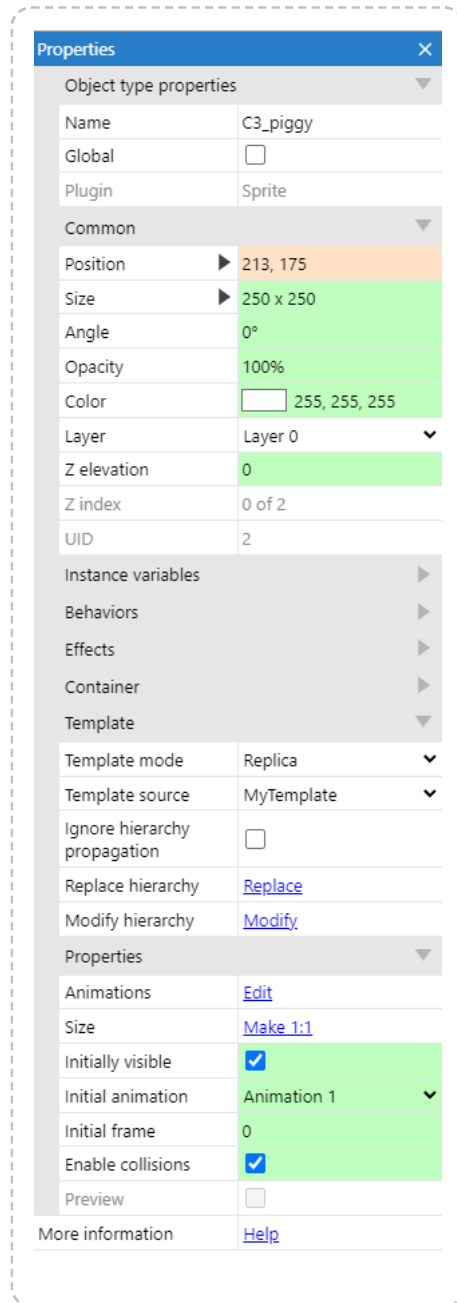 Properties
Object type properties
Name C3_piggy
Global
Plugin Sprite
Common
Position 213, 175
Size 250 x 250
Angle 0°
Opacity 100%
Color 255, 255, 255
Layer Layer 0
Z elevation 0
Z index 0 of 2
UID 2
Instance variables
Behaviors
Effects
Container
Template
Template mode Replica
Template source MyTemplate
Ignore hierarchy
propagation
Replace hierarchy Replace
Modify hierarchy Modify
Properties
Animations Edit
Size Make 1:1
Initially visible
Initial animation Animation 1
Initial frame 0
Enable collisions
Preview
More information Help